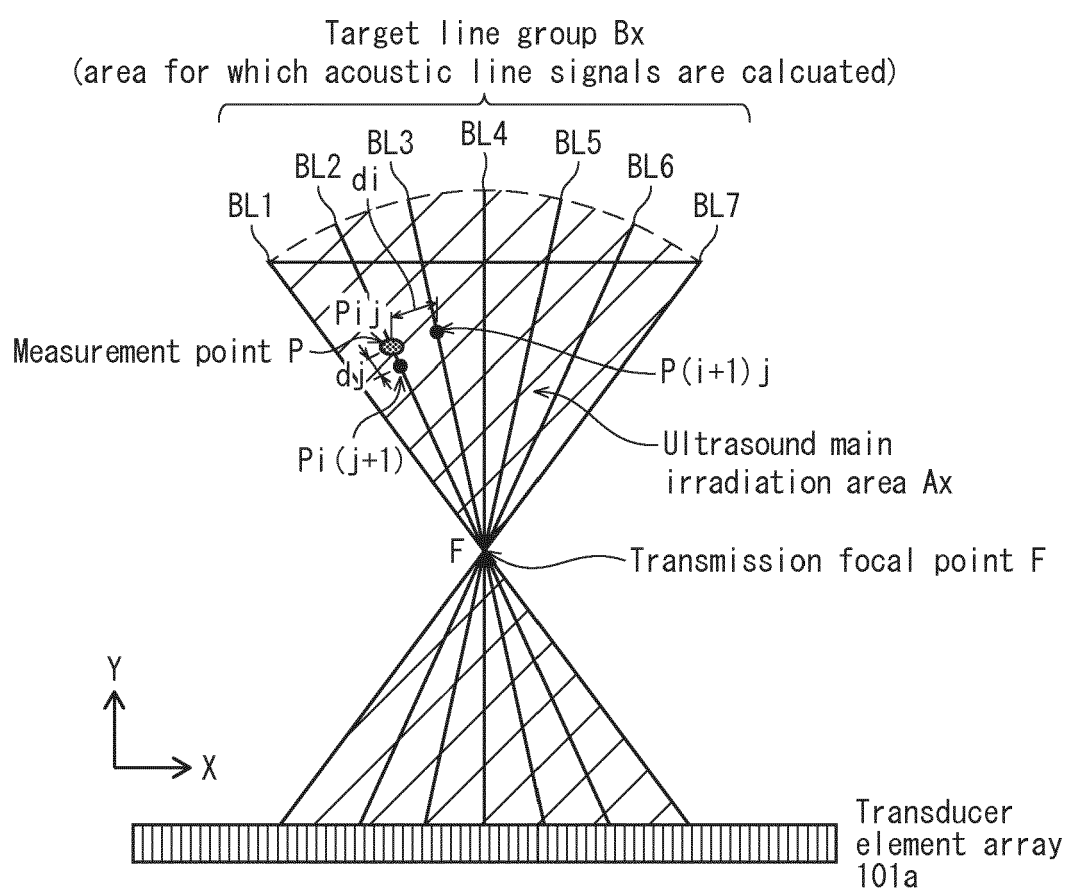 Target line group Bx
(area for which acoustic line signals are calcuated)
BL1
BL2
BL3
BL4
BL5
BL6
BL7
di
Pij
Measurement point P
dj
P(i+1)j
Pi(j+1)
Ultrasound main
irradiation area Ax
F
Transmission focal point F
Y
X
Transducer
element array
101a